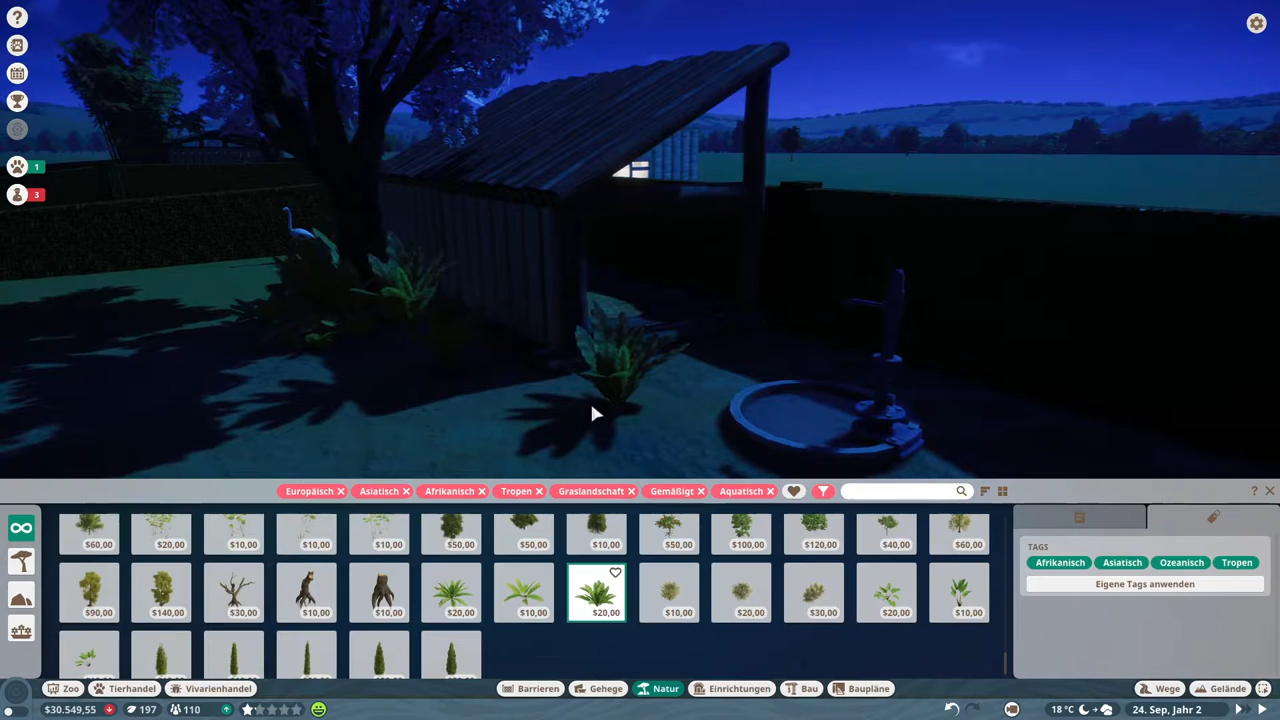 ?
1
3
Europäisch ✕ Asiatisch ✕ Afrikanisch ✕ Tropen ✕ Graslandschaft ✕ Gemäßigt ✕ Aquatisch ✕
? ✕
$60,00 $20,00 $10,00 $10,00 $10,00 $50,00 $50,00 $10,00 $50,00 $100,00 $120,00 $40,00 $60,00
$90,00 $140,00 $30,00 $10,00 $10,00 $20,00 $10,00 $20,00 $10,00 $20,00 $30,00 $20,00 $10,00
TAGS
Afrikanisch Asiatisch Ozeanisch Tropen
Eigene Tags anwenden
Zoo Tierhandel Vivarienhandel Barrieren Gehege Natur Einrichtungen Bau Baupläne Wege Gelände
$30.549,55 197 110 18 °C 24. Sep, Jahr 2